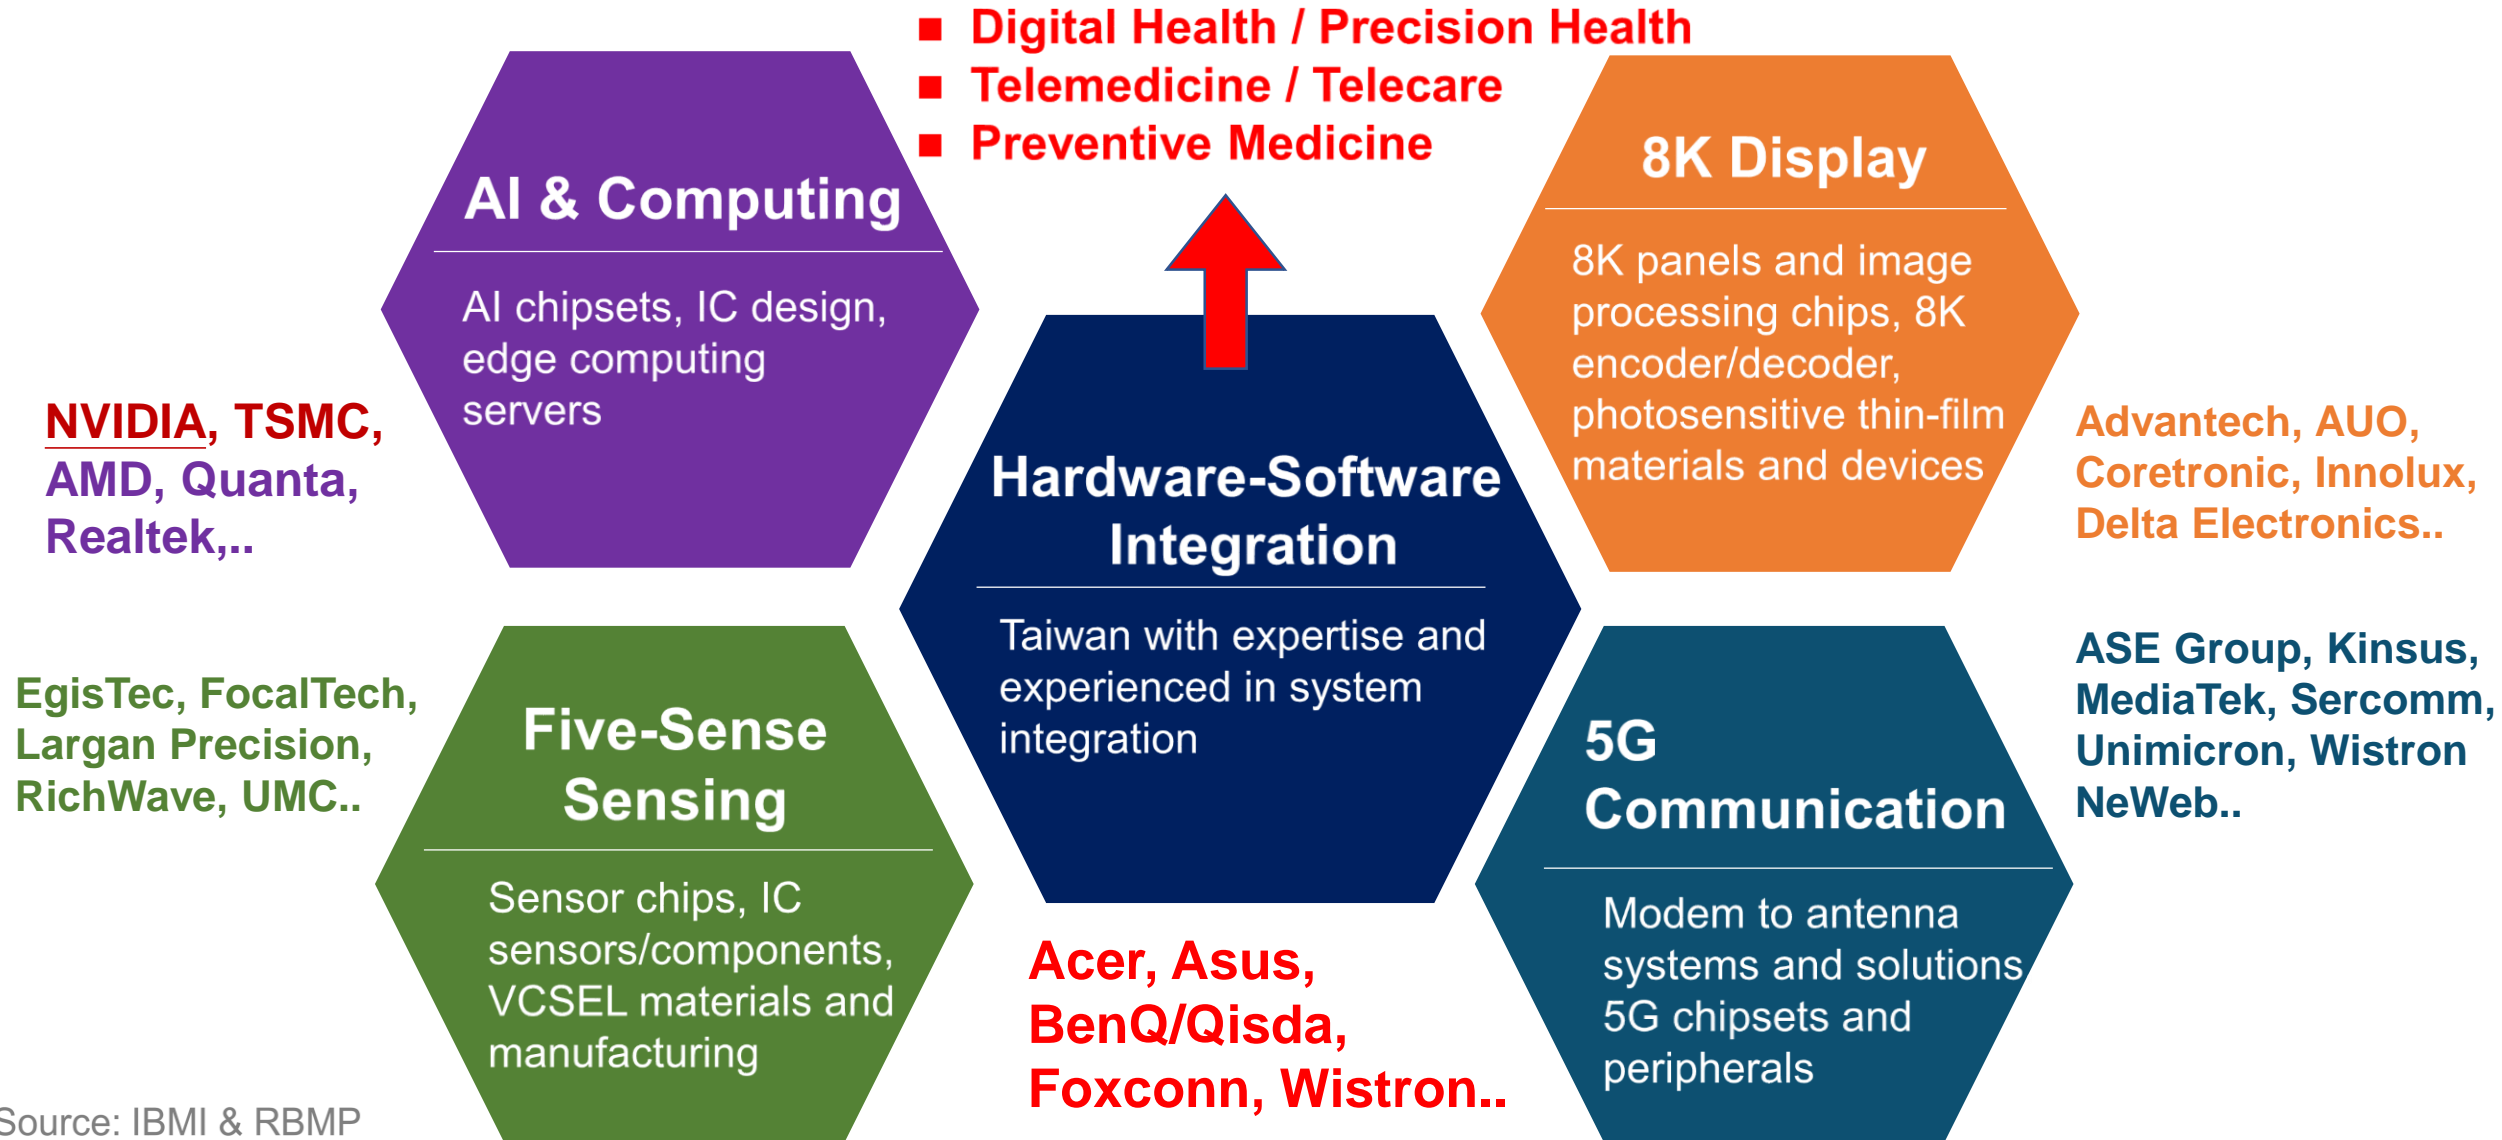 ■ Digital Health / Precision Health
■ Telemedicine / Telecare
■ Preventive Medicine
AI & Computing
AI chipsets, IC design,
edge computing
servers
NVIDIA, TSMC,
AMD, Quanta,
Realtek,..
8K Display
8K panels and image
processing chips, 8K
encoder/decoder,
photosensitive thin-film
materials and devices
Advantech, AUO,
Coretronic, Innolux,
Delta Electronics..
Hardware-Software
Integration
Taiwan with expertise and
experienced in system
integration
EgisTec, FocalTech,
Largan Precision,
RichWave, UMC..
Five-Sense
Sensing
Sensor chips, IC
sensors/components,
VCSEL materials and
manufacturing
5G
Communication
Modem to antenna
systems and solutions
5G chipsets and
peripherals
ASE Group, Kinsus,
MediaTek, Sercomm,
Unimicron, Wistron
NeWeb..
Acer, Asus,
BenQ/Qisda,
Foxconn, Wistron..
Source: IBMI & RBMP